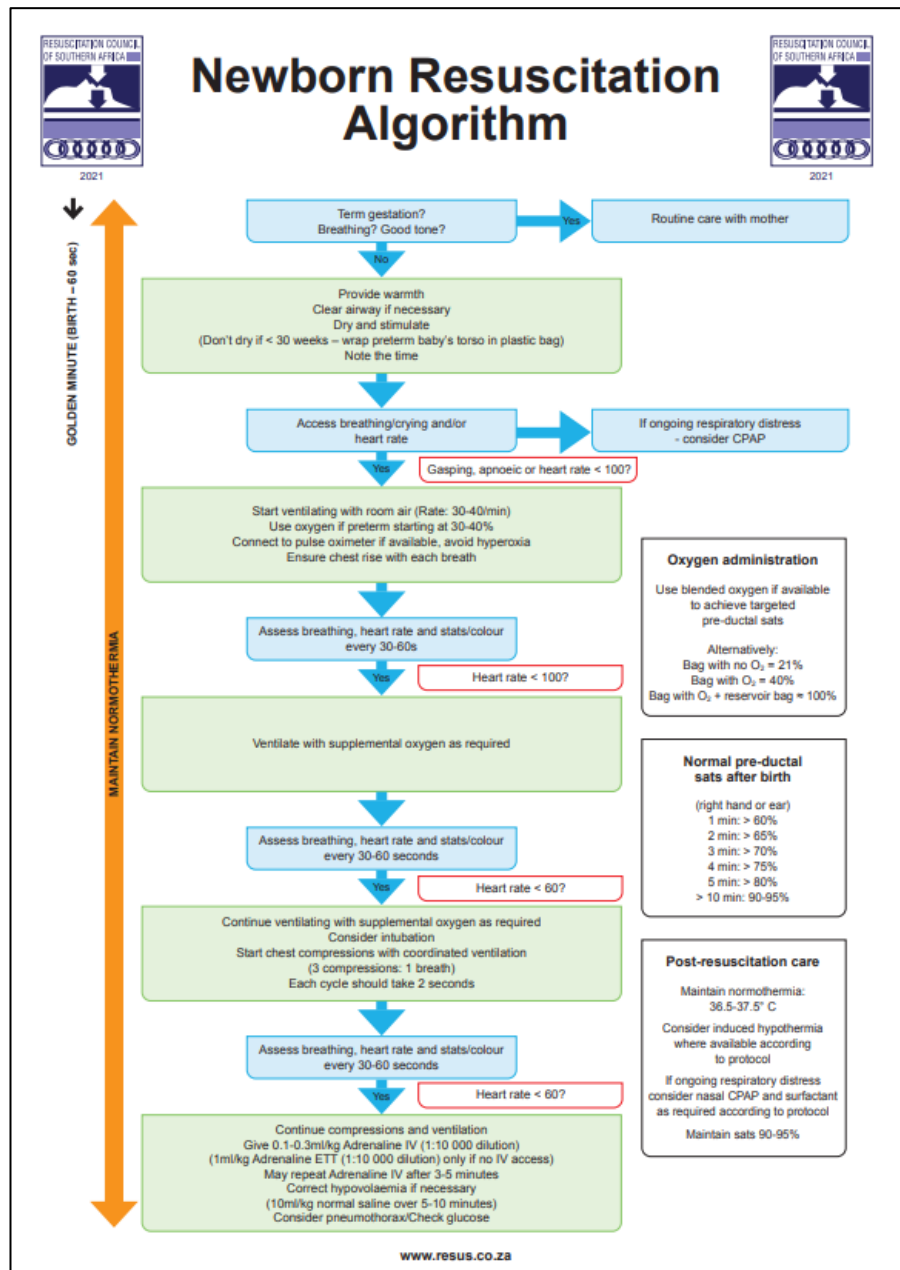 RESUSCITATION COUNCIL
OF SOUTHERN AFRICA
2021
Newborn Resuscitation
Algorithm
RESUSCITATION COUNCIL
OF SOUTHERN AFRICA
2021
GOLDEN MINUTE (BIRTH – 60 sec)
MAINTAIN NORMOTHERMIA
Term gestation?
Breathing? Good tone?
Yes
Routine care with mother
No
Provide warmth
Clear airway if necessary
Dry and stimulate
(Don't dry if < 30 weeks – wrap preterm baby's torso in plastic bag)
Note the time
Access breathing/crying and/or
heart rate
If ongoing respiratory distress
- consider CPAP
Yes
Gasping, apnoeic or heart rate < 100?
Start ventilating with room air (Rate: 30-40/min)
Use oxygen if preterm starting at 30-40%
Connect to pulse oximeter if available, avoid hyperoxia
Ensure chest rise with each breath
Assess breathing, heart rate and stats/colour
every 30-60s
Yes
Heart rate < 100?
Ventilate with supplemental oxygen as required
Assess breathing, heart rate and stats/colour
every 30-60 seconds
Yes
Heart rate < 60?
Continue ventilating with supplemental oxygen as required
Consider intubation
Start chest compressions with coordinated ventilation
(3 compressions: 1 breath)
Each cycle should take 2 seconds
Assess breathing, heart rate and stats/colour
every 30-60 seconds
Yes
Heart rate < 60?
Continue compressions and ventilation
Give 0.1-0.3ml/kg Adrenaline IV (1:10 000 dilution)
(1ml/kg Adrenaline ETT (1:10 000 dilution) only if no IV access)
May repeat Adrenaline IV after 3-5 minutes
Correct hypovolaemia if necessary
(10ml/kg normal saline over 5-10 minutes)
Consider pneumothorax/Check glucose
Oxygen administration
Use blended oxygen if available
to achieve targeted
pre-ductal sats
Alternatively:
Bag with no O₂ = 21%
Bag with O₂ = 40%
Bag with O₂ + reservoir bag ≈ 100%
Normal pre-ductal
sats after birth
(right hand or ear)
1 min: > 60%
2 min: > 65%
3 min: > 70%
4 min: > 75%
5 min: > 80%
> 10 min: 90-95%
Post-resuscitation care
Maintain normothermia:
36.5-37.5° C
Consider induced hypothermia
where available according
to protocol
If ongoing respiratory distress
consider nasal CPAP and surfactant
as required according to protocol
Maintain sats 90-95%
www.resus.co.za